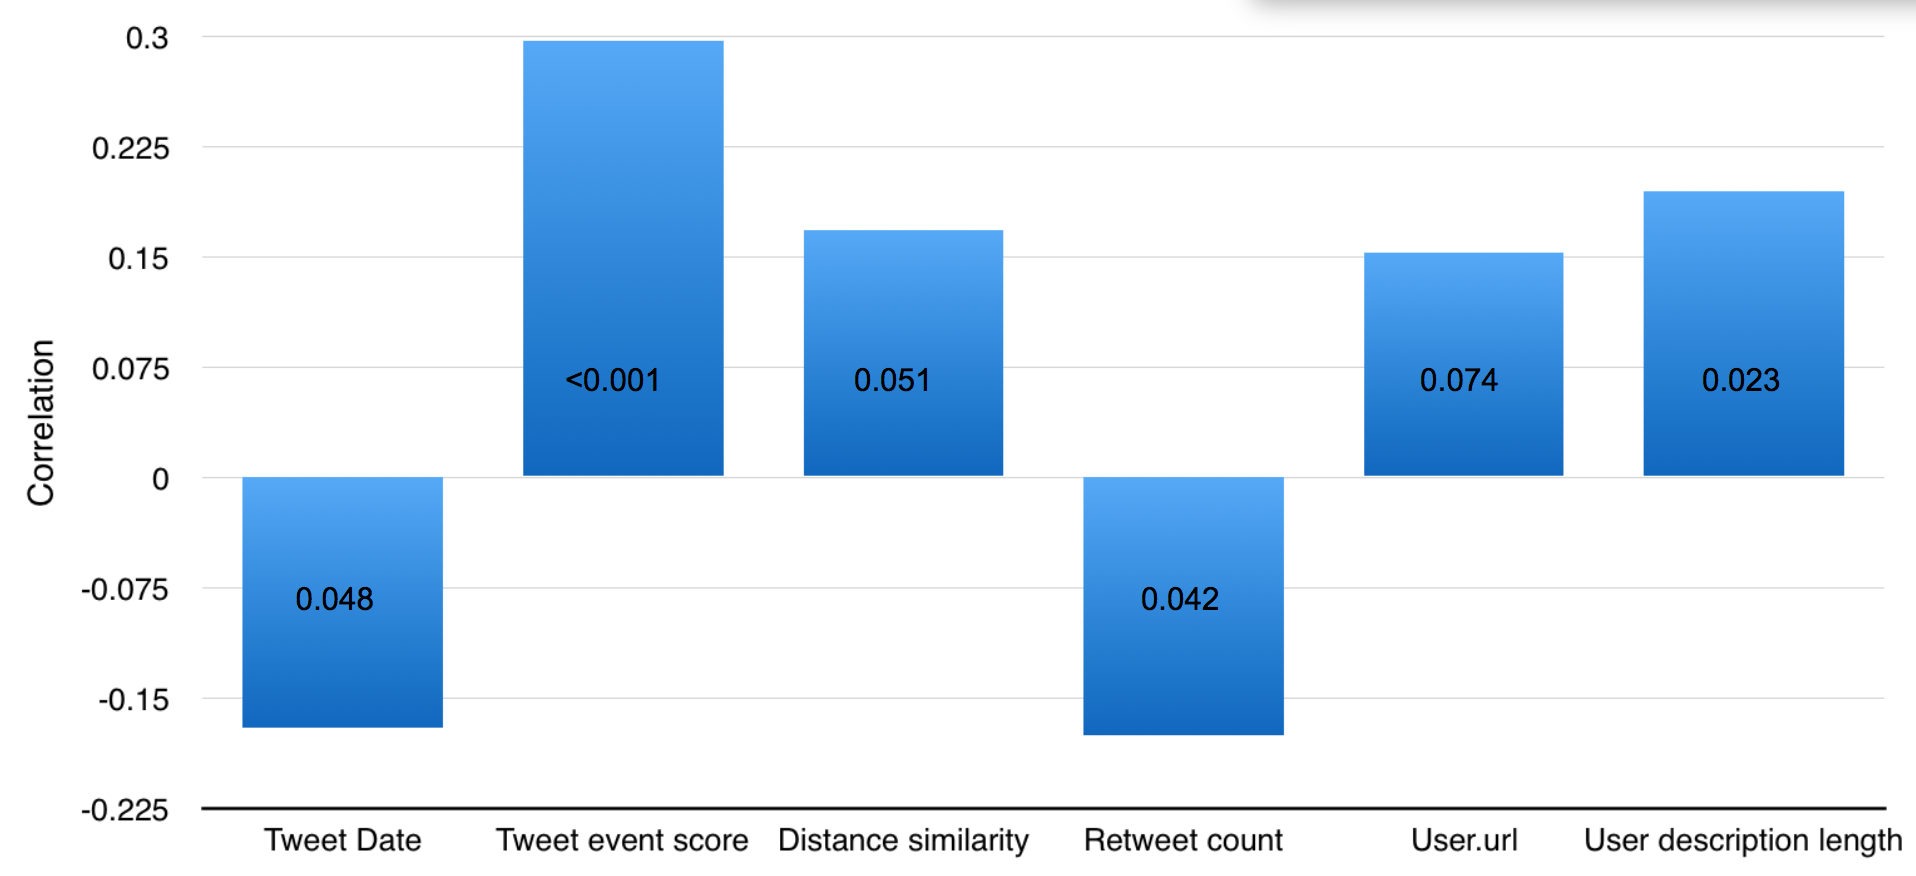 0.3
0.225
0.15
0.075
0
-0.075
-0.15
-0.225
Correlation
<0.001
0.051
0.074
0.023
0.048
0.042
Tweet Date
Tweet event score
Distance similarity
Retweet count
User.url
User description length